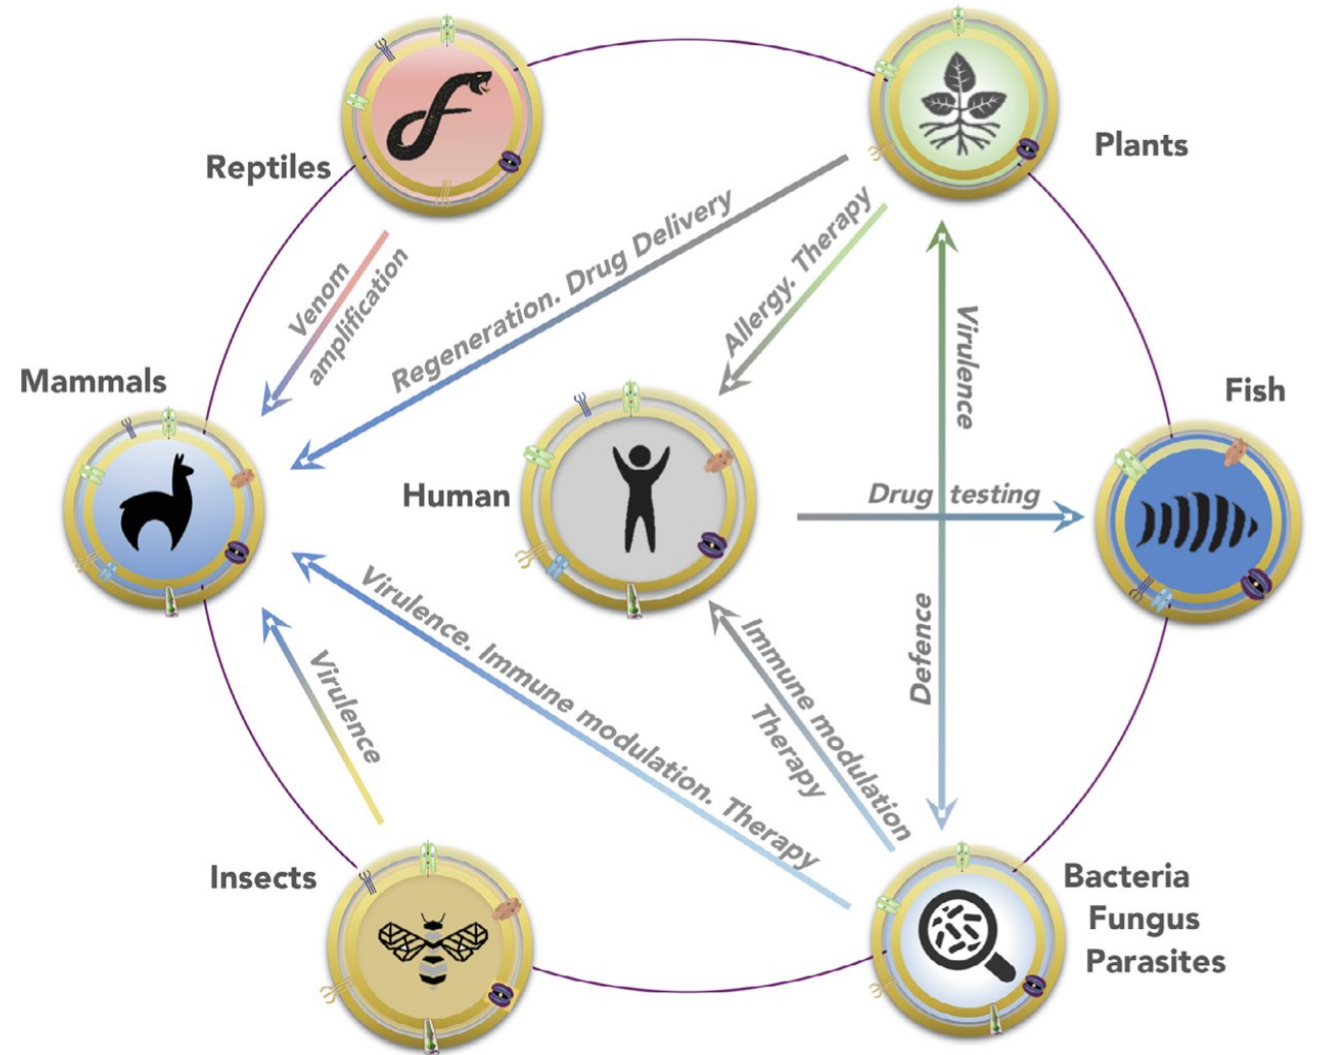 Reptiles
Plants
Venom
amplification
Regeneration. Drug Delivery
Allergy. Therapy
Virulence
Mammals
Fish
Human
Drug testing
Defence
Virulence. Immune modulation. Therapy
Immune modulation
Therapy
Virulence
Insects
Bacteria
Fungus
Parasites